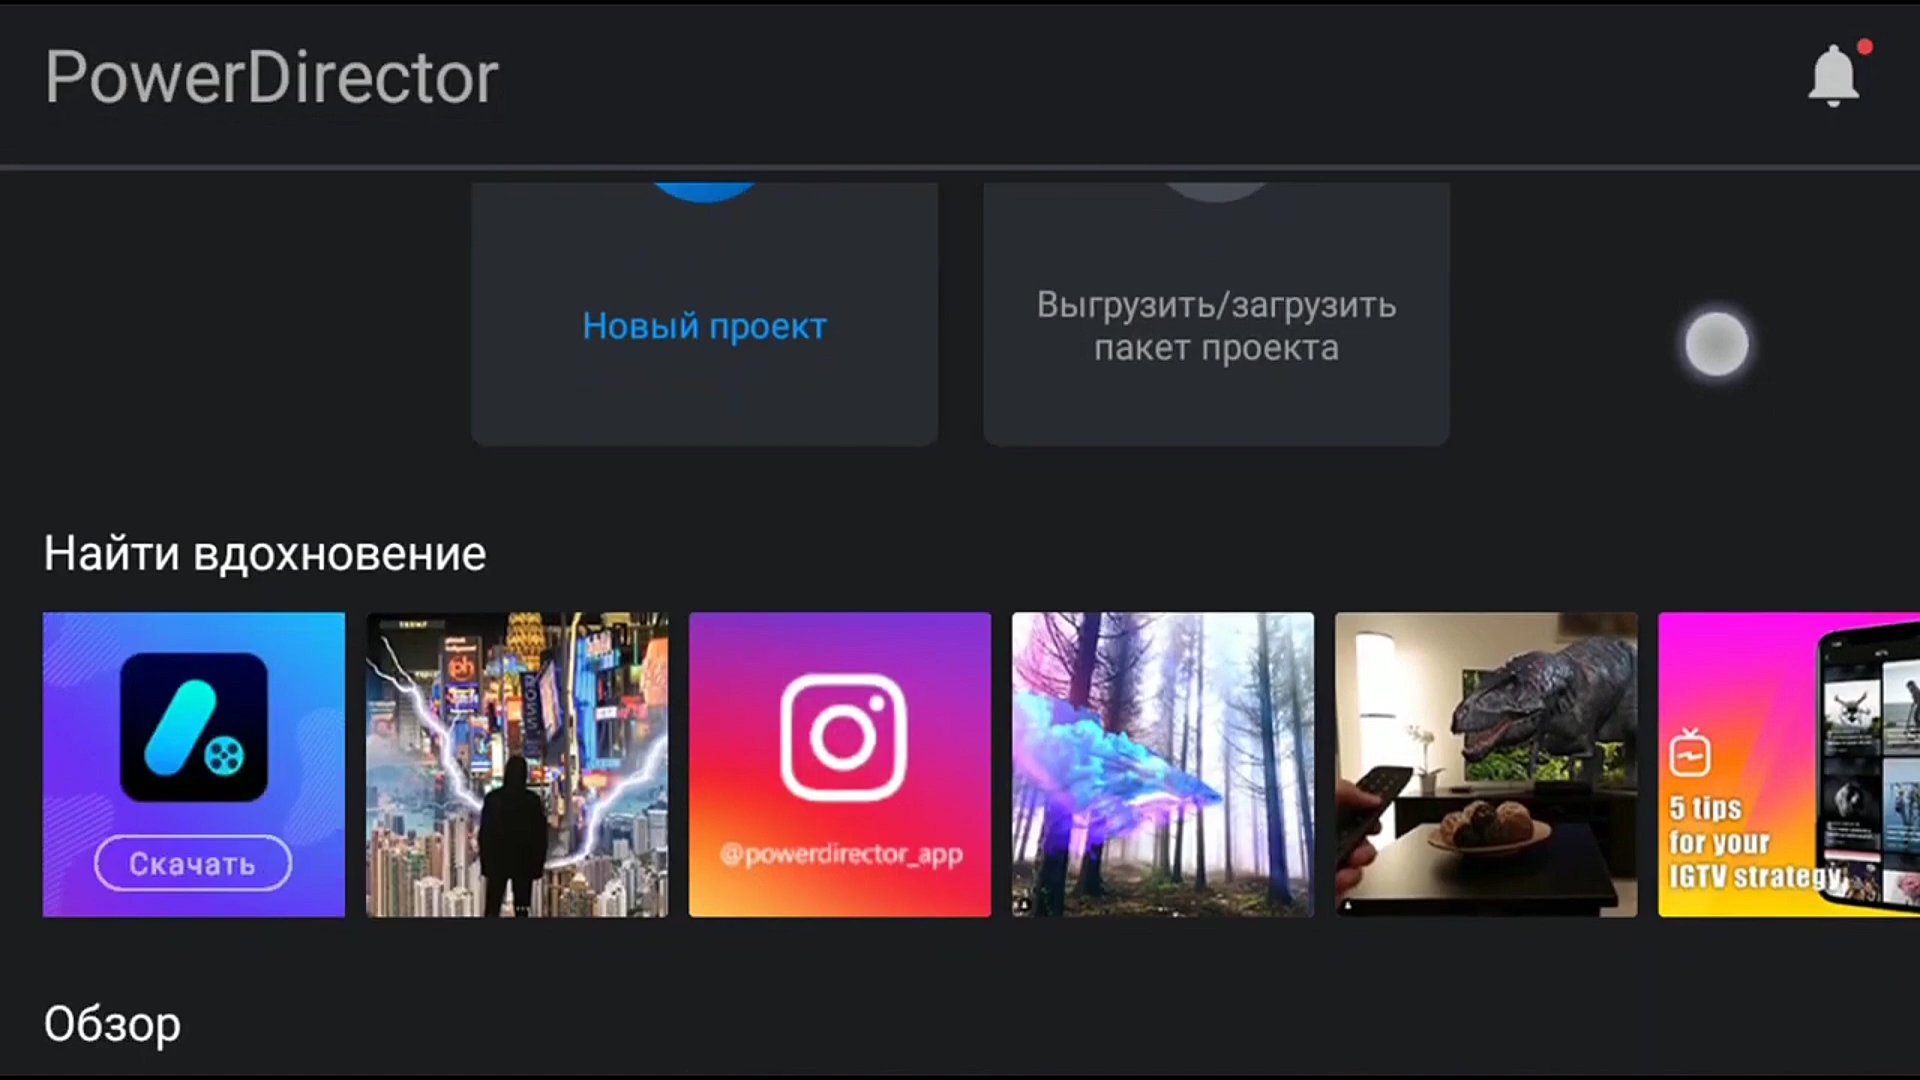 PowerDirector
Новый проект
Выгрузить/загрузить
пакет проекта
Найти вдохновение
Скачать
@powerdirector_app
5 tips
for your
IGTV strategy
Обзор